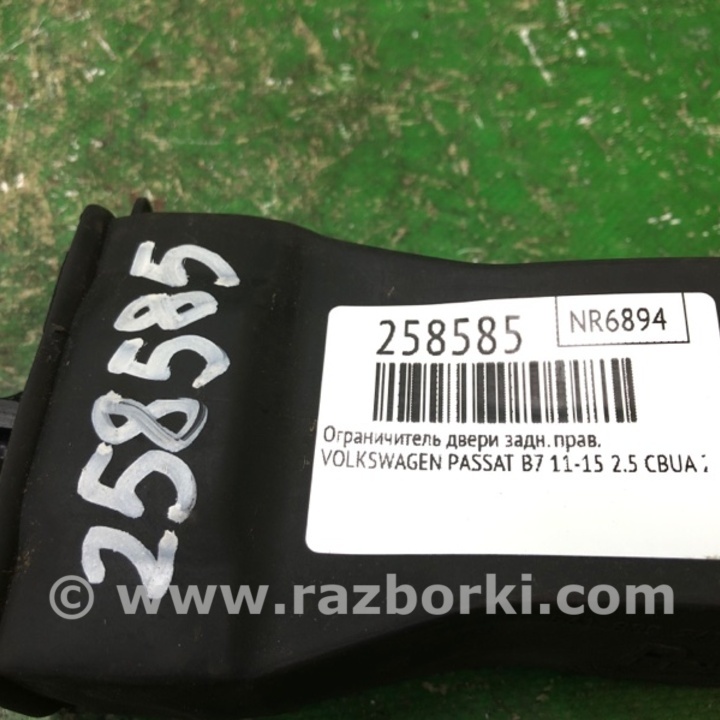 258585
258585
NR6894
Ограничитель двери задн. прав.
VOLKSWAGEN PASSAT B7 11-15 2.5 CBUA
© www.razborki.com